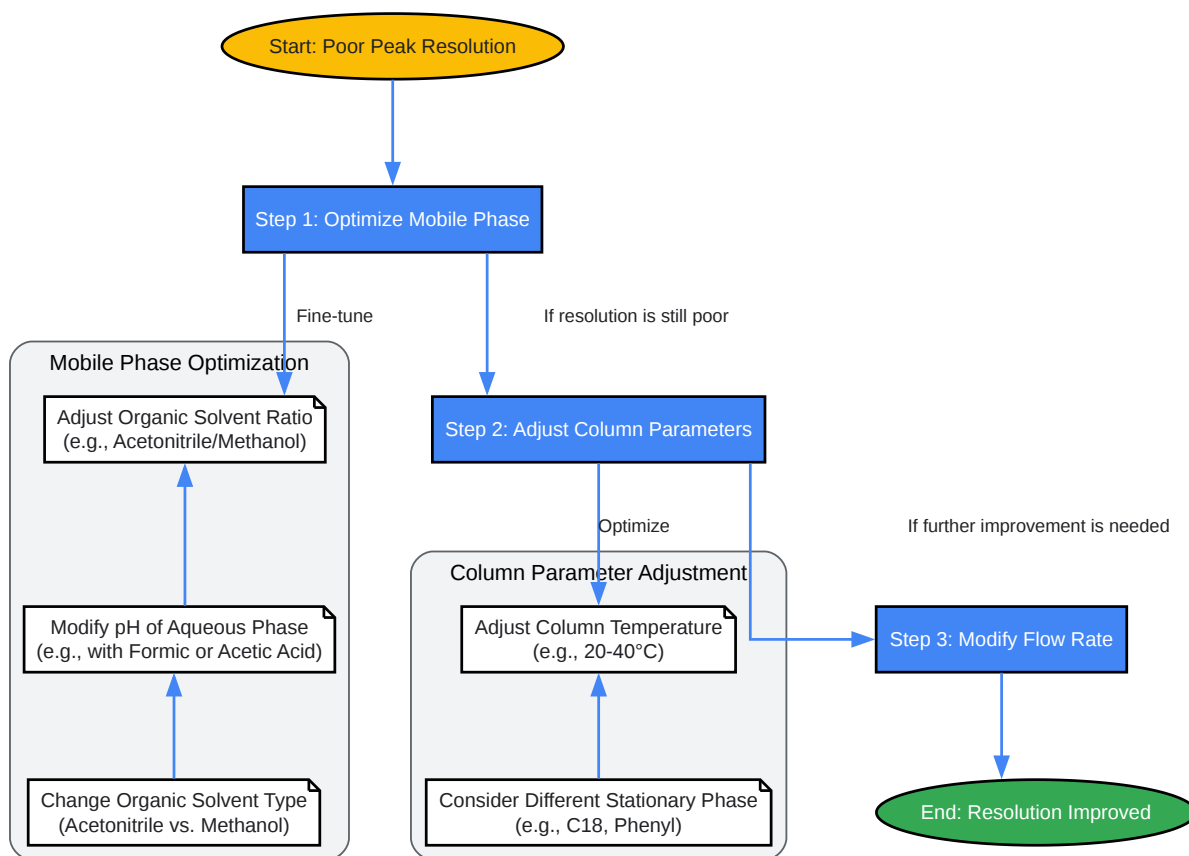 Start: Poor Peak Resolution
Step 1: Optimize Mobile Phase
Fine-tune
If resolution is still poor
Mobile Phase Optimization
Adjust Organic Solvent Ratio
(e.g., Acetonitrile/Methanol)
Step 2: Adjust Column Parameters
Optimize
If further improvement is needed
Column Parameter Adjustment
Modify pH of Aqueous Phase
(e.g., with Formic or Acetic Acid)
Adjust Column Temperature
(e.g., 20-40°C)
Step 3: Modify Flow Rate
Change Organic Solvent Type
(Acetonitrile vs. Methanol)
Consider Different Stationary Phase
(e.g., C18, Phenyl)
End: Resolution Improved